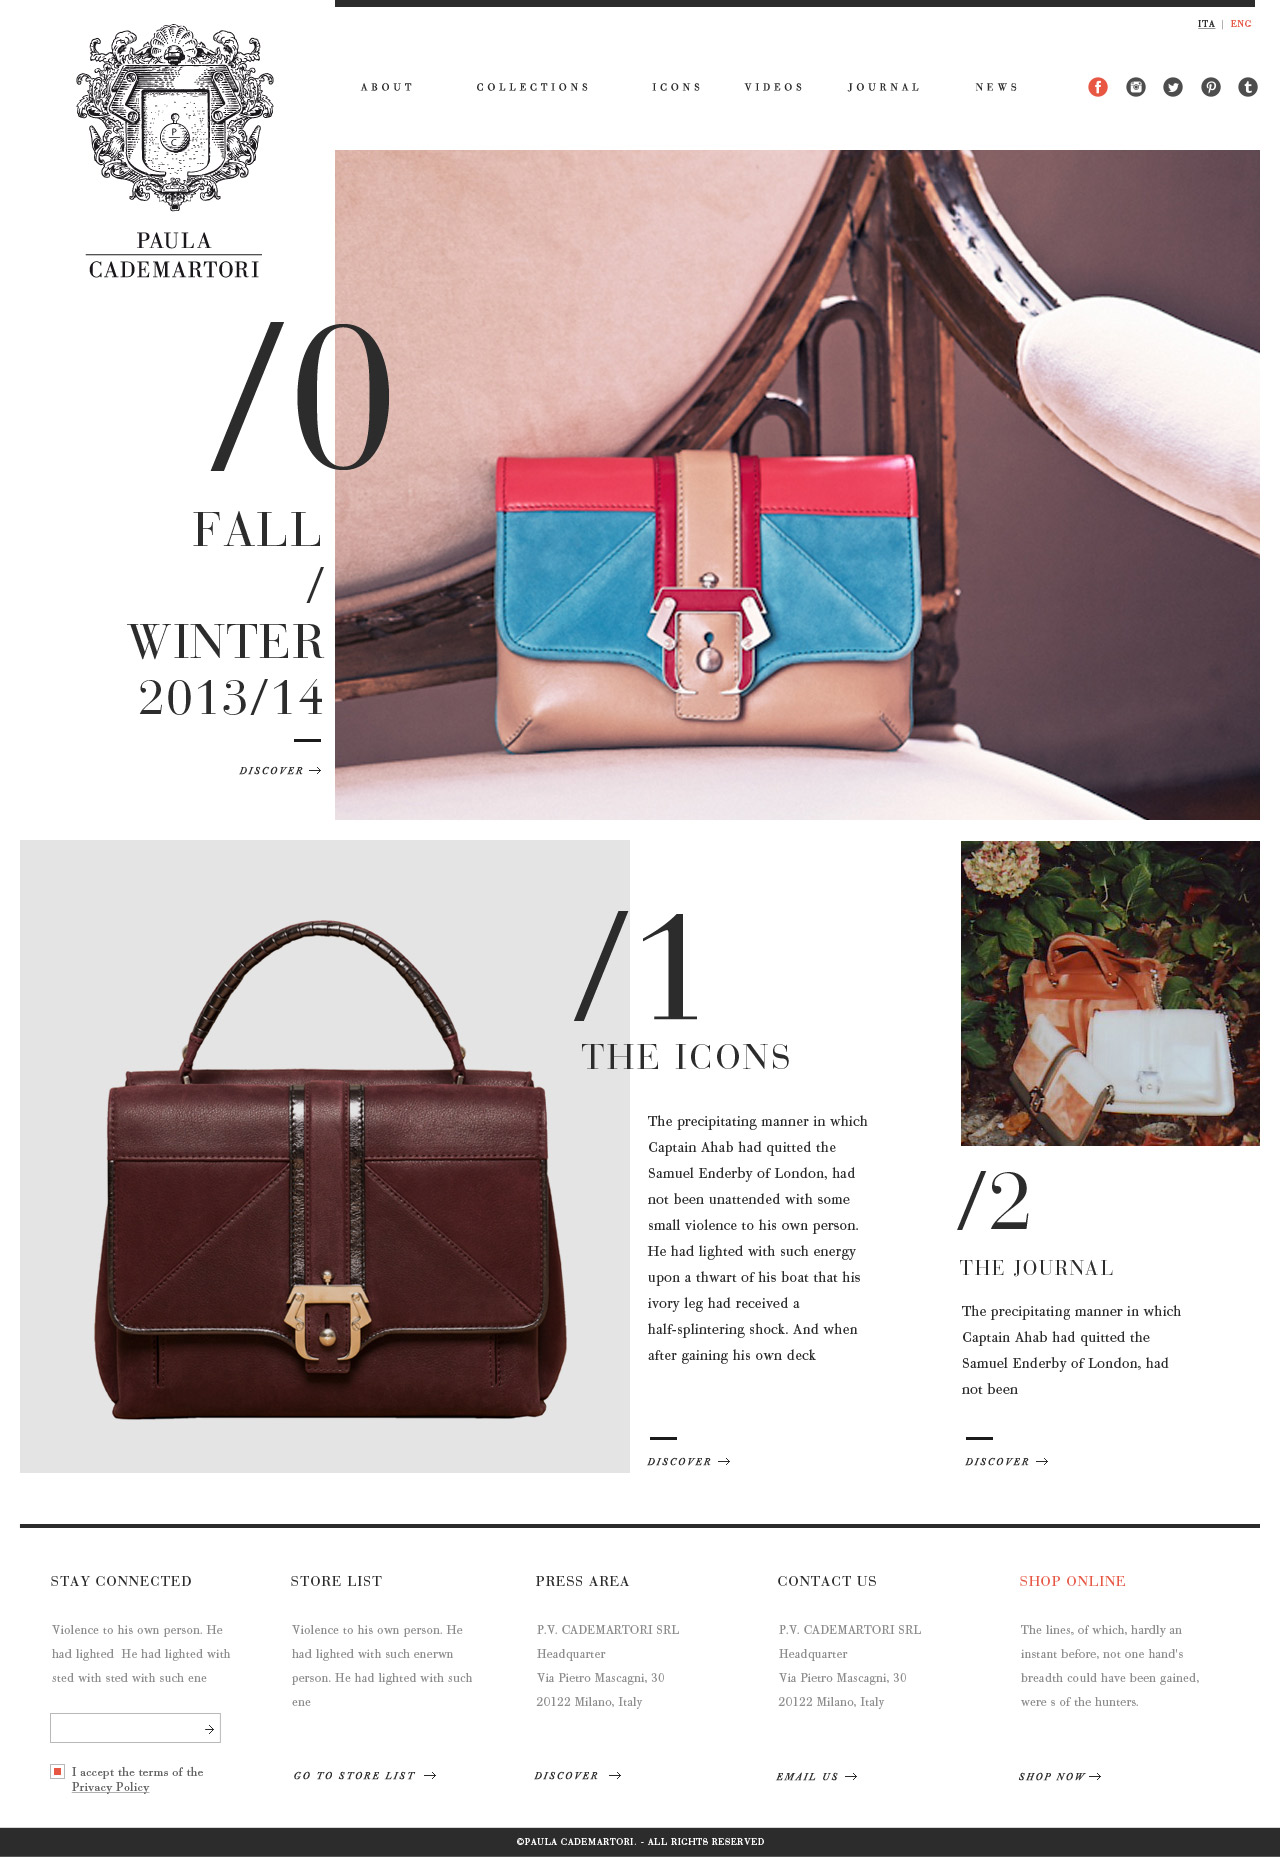 ITA | ENG
P
C
PAULA
CADEMARTORI
ABOUT COLLECTIONS ICONS VIDEOS JOURNAL NEWS
/0
FALL
/
WINTER
2013/14
DISCOVER →
/1
THE ICONS
The precipitating manner in which
Captain Ahab had quitted the
Samuel Enderby of London, had
not been unattended with some
small violence to his own person.
He had lighted with such energy
upon a thwart of his boat that his
ivory leg had received a
half-splintering shock. And when
after gaining his own deck
DISCOVER →
/2
THE JOURNAL
The precipitating manner in which
Captain Ahab had quitted the
Samuel Enderby of London, had
not been
DISCOVER →
STAY CONNECTED
Violence to his own person. He
had lighted He had lighted with
sted with sted with such ene
→
I accept the terms of the
Privacy Policy
STORE LIST
Violence to his own person. He
had lighted with such enerwn
person. He had lighted with such
ene
GO TO STORE LIST →
PRESS AREA
P.V. CADEMARTORI SRL
Headquarter
Via Pietro Mascagni, 30
20122 Milano, Italy
DISCOVER →
CONTACT US
P.V. CADEMARTORI SRL
Headquarter
Via Pietro Mascagni, 30
20122 Milano, Italy
EMAIL US →
SHOP ONLINE
The lines, of which, hardly an
instant before, not one hand's
breadth could have been gained,
were s of the hunters.
SHOP NOW →
©PAULA CADEMARTORI. - ALL RIGHTS RESERVED